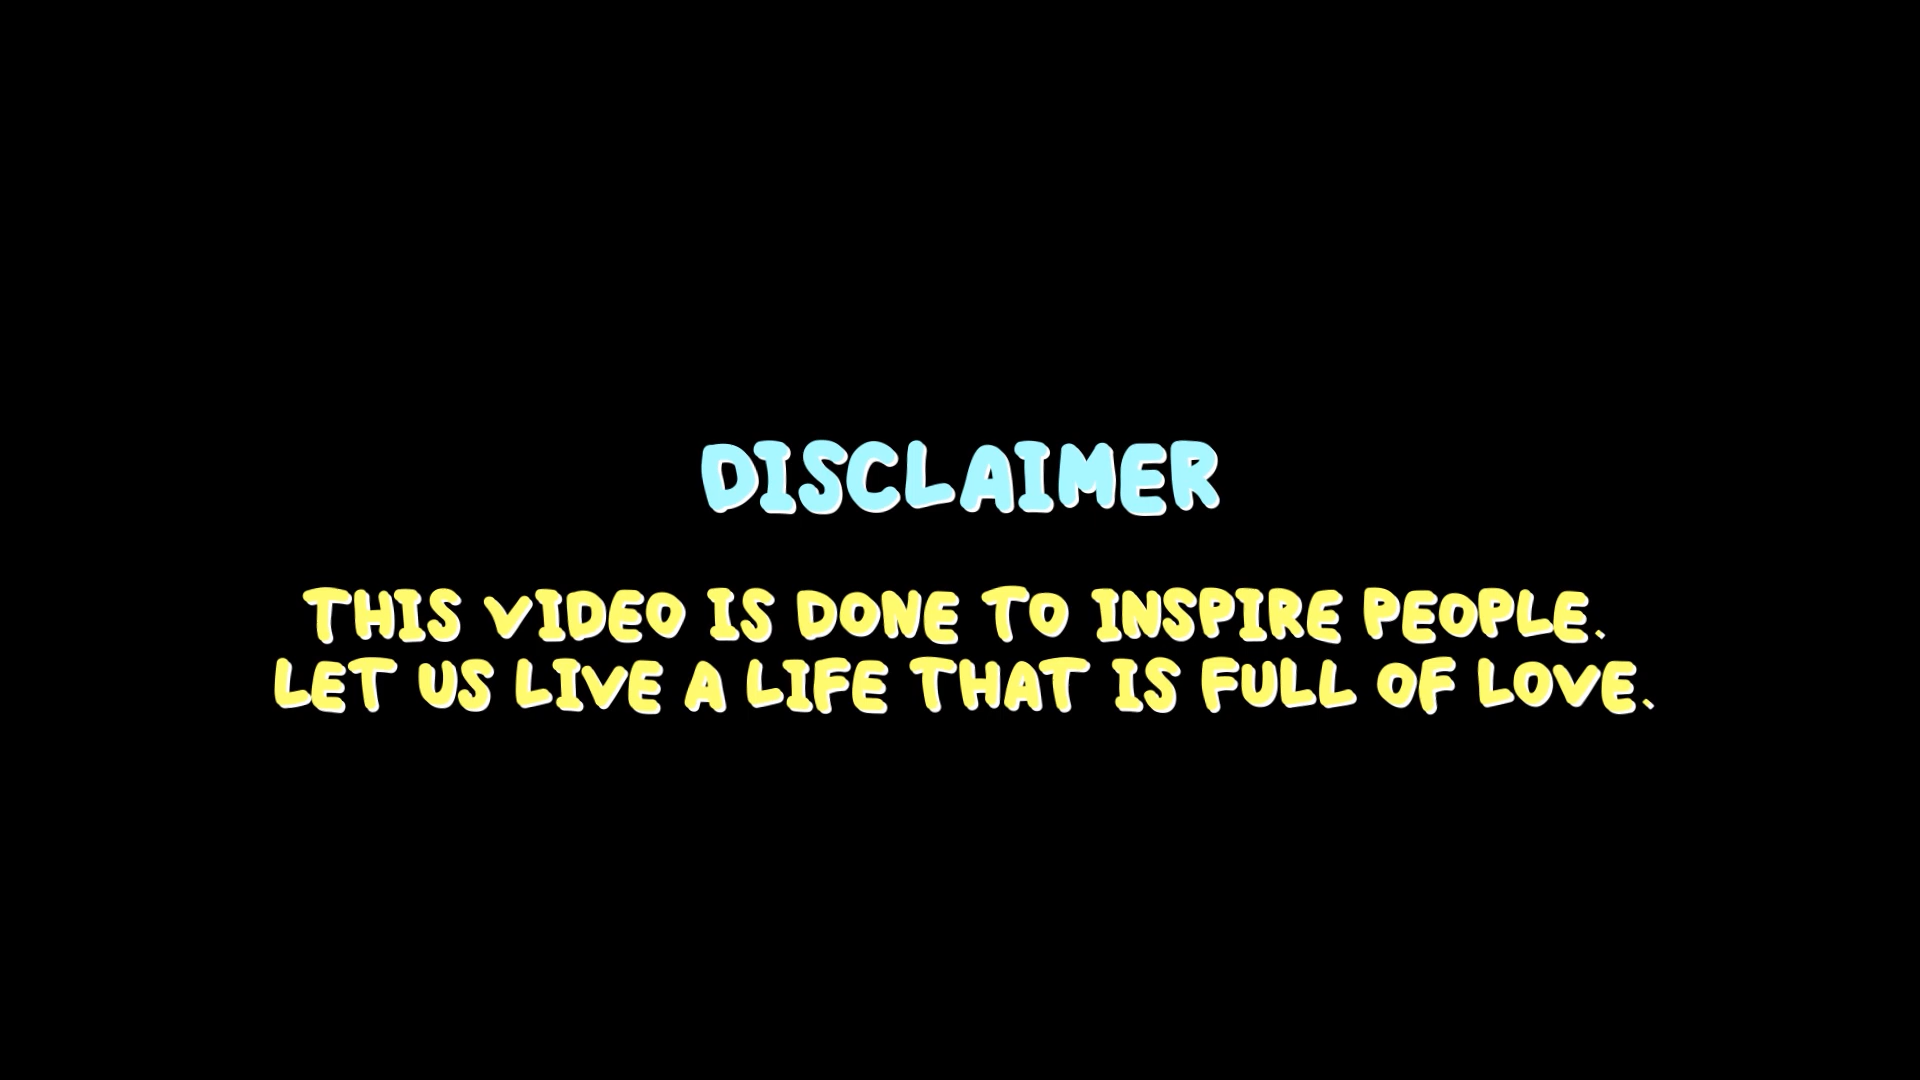 DISCLAIMER
THIS VIDEO IS DONE TO INSPIRE PEOPLE.
LET US LIVE A LIFE THAT IS FULL OF LOVE.